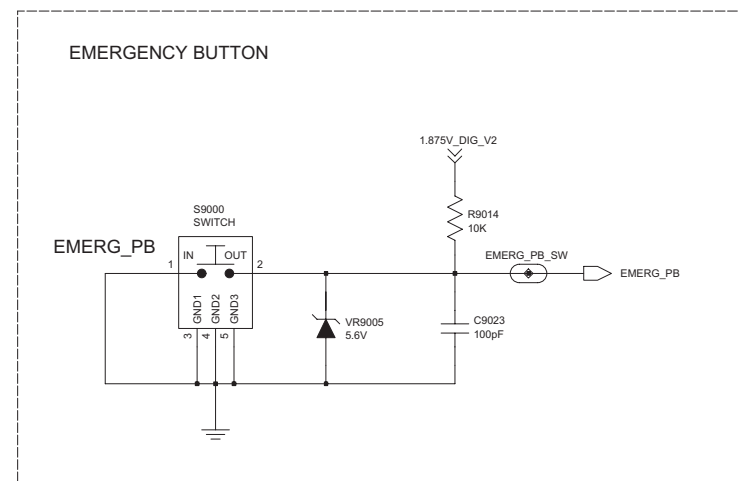 EMERGENCY BUTTON
1.875V_DIG_V2
R9014
10K
S9000
SWITCH
EMERG_PB
IN
OUT
1
2
EMERG_PB_SW
EMERG_PB
GND1
GND2
GND3
3
4
5
VR9005
5.6V
C9023
100pF